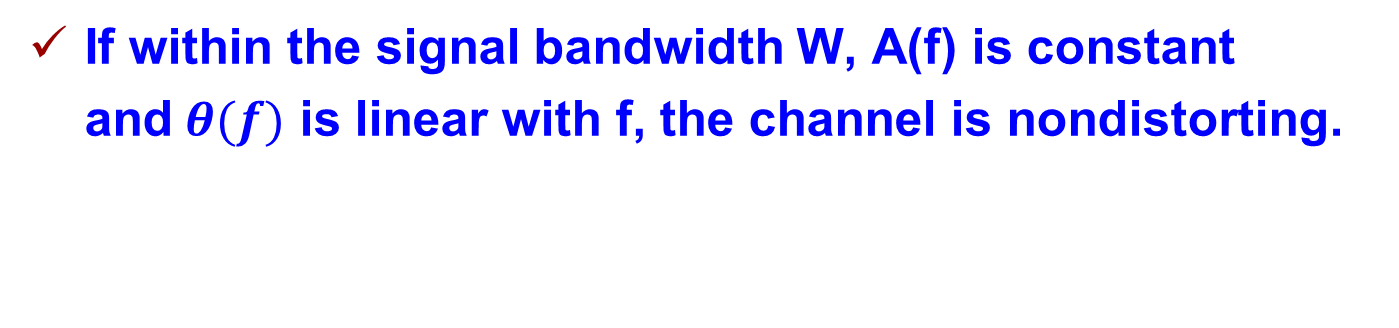 ✓ If within the signal bandwidth W, A(f) is constant
and θ(f) is linear with f, the channel is nondistorting.